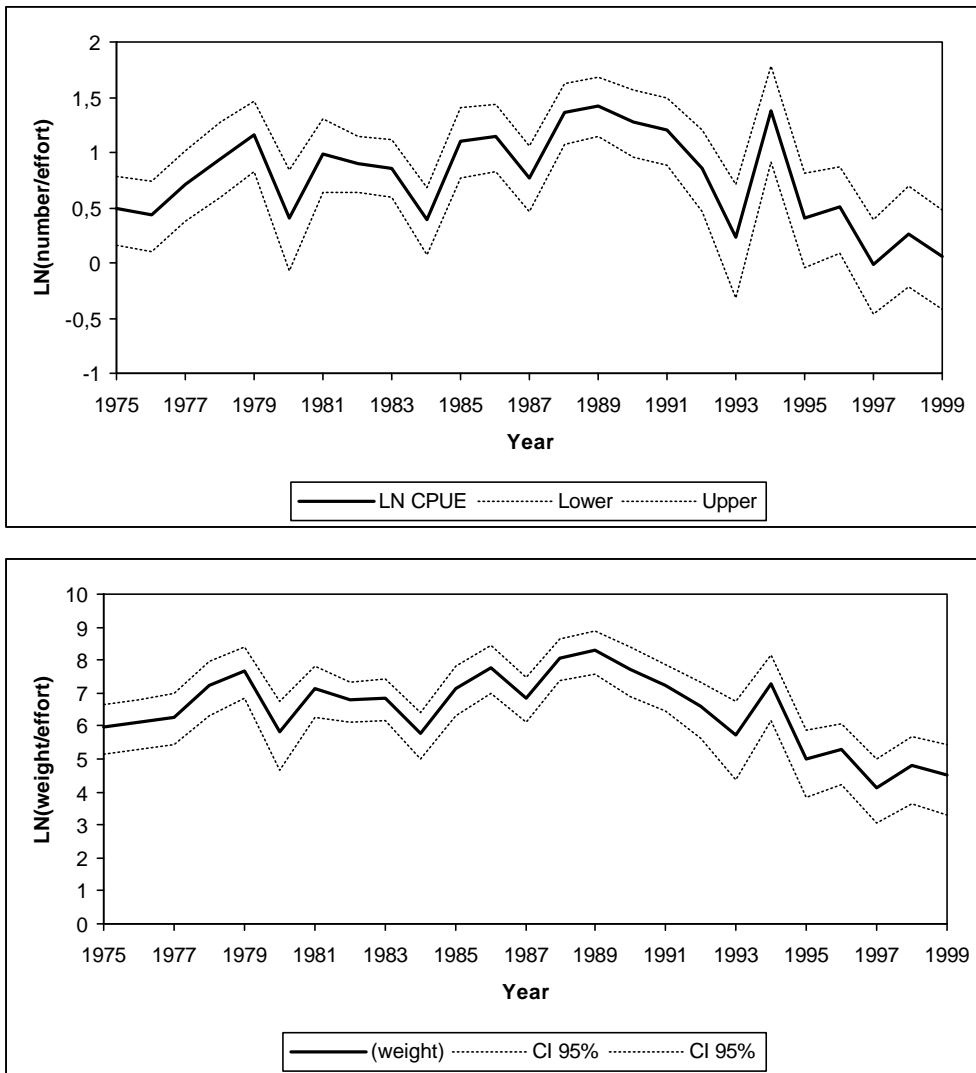 2
1,5
1
0,5
0
-0,5
-1
LN(number/effort)
1975 1977 1979 1981 1983 1985 1987 1989 1991 1993 1995 1997 1999
Year
LN CPUE Lower Upper
10
9
8
7
6
5
4
3
2
1
0
LN(weight/effort)
1975 1977 1979 1981 1983 1985 1987 1989 1991 1993 1995 1997 1999
Year
(weight) CI 95% CI 95%